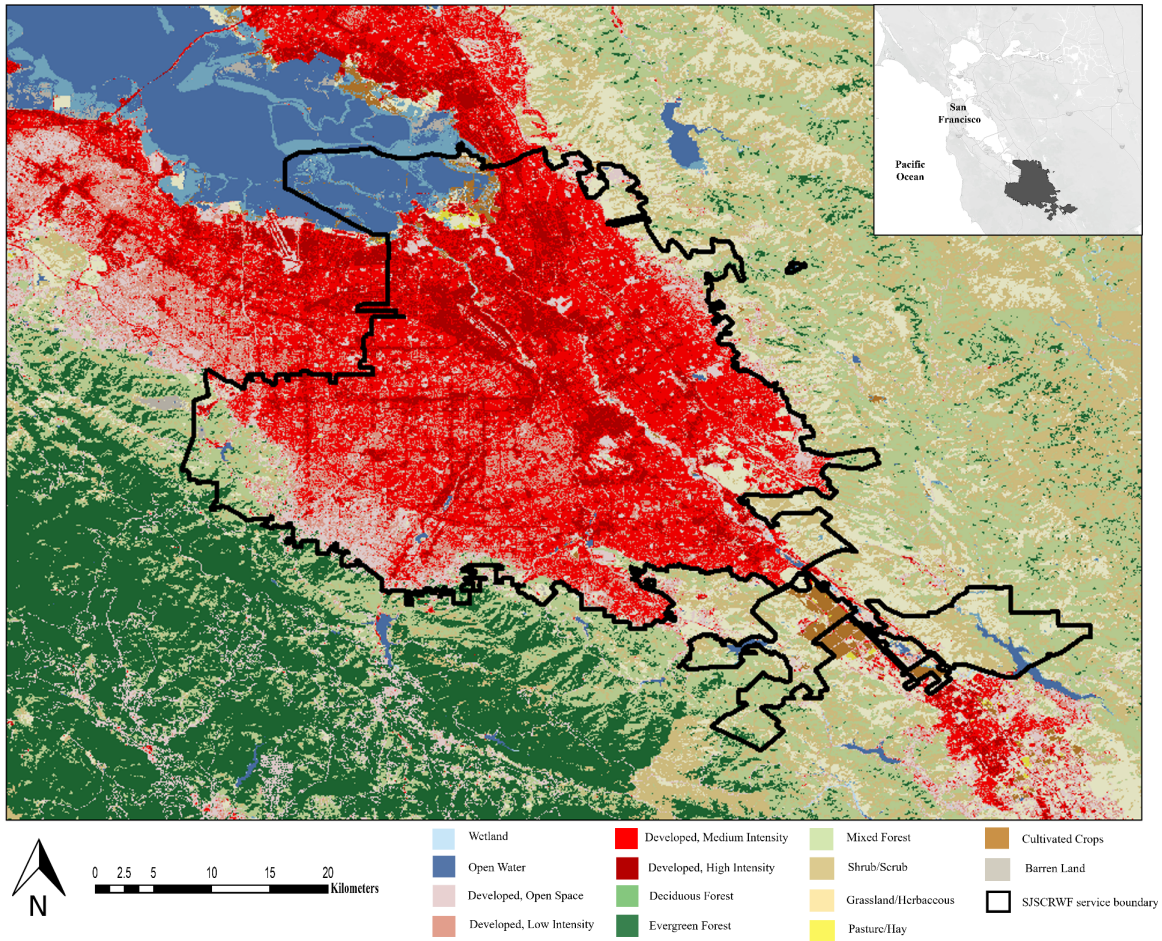 San
Francisco
Pacific
Ocean
N
0 2.5 5 10 15 20
Kilometers
Wetland
Open Water
Developed, Open Space
Developed, Low Intensity
Developed, Medium Intensity
Developed, High Intensity
Deciduous Forest
Evergreen Forest
Mixed Forest
Shrub/Scrub
Grassland/Herbaceous
Pasture/Hay
Cultivated Crops
Barren Land
SJSCRWF service boundary